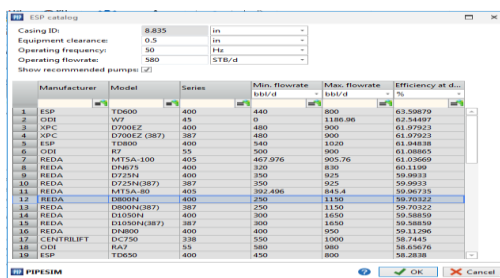 ESP catalog
Casing ID: 8.835 in
Equipment clearance: 0.5 in
Operating frequency: 50 Hz
Operating flowrate: 580 STB/d
Show recommended pumps:
Manufacturer Model Series Min. flowrate Max. flowrate Efficiency at d...
bbl/d bbl/d %
1 ESP TD600 400 440 800 63.59879
2 ODI W7 45 0 1186.96 62.54497
3 XPC D700EZ 400 480 900 61.97923
4 XPC D700EZ (387) 387 480 900 61.97923
5 ESP TD800 400 540 1020 61.94838
6 ODI R7 55 500 900 61.08865
7 REDA MT5A-100 405 467.976 905.76 61.03669
8 REDA DN675 400 320 830 60.1199
9 REDA D725N 400 350 925 59.9933
10 REDA D725N(387) 387 350 925 59.9933
11 REDA MT5A-80 405 392.496 845.4 59.96735
12 REDA D800N 400 250 1150 59.70322
13 REDA D800N(387) 387 250 1150 59.70322
14 REDA D1050N 400 300 1650 59.58859
15 REDA D1050N(387) 387 300 1650 59.58859
16 REDA DN800 400 400 950 59.11296
17 CENTRILIFT DC750 338 550 1000 58.7445
18 ODI RA7 55 580 980 58.65676
19 ESP TD650 400 450 850 58.2838
PIPESIM
OK
Cancel